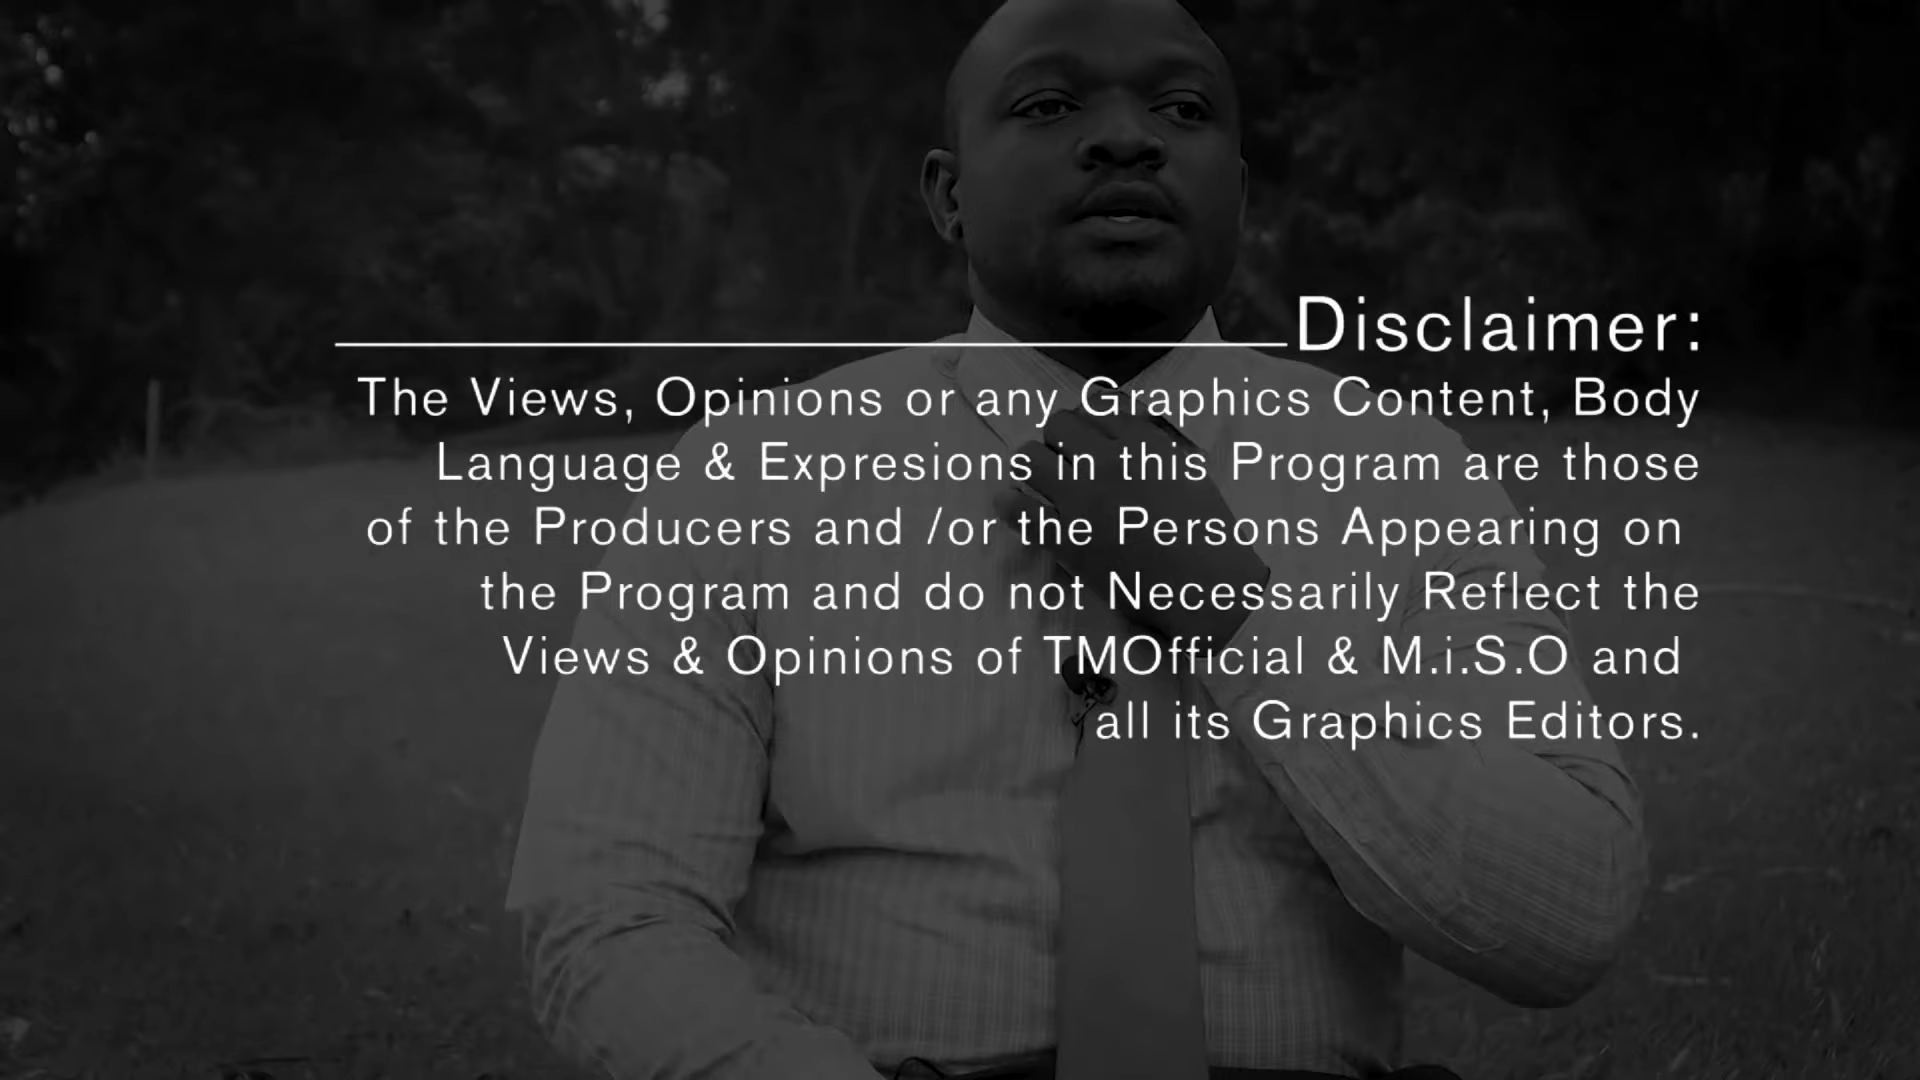 Disclaimer:
The Views, Opinions or any Graphics Content, Body
Language & Expresions in this Program are those
of the Producers and /or the Persons Appearing on
the Program and do not Necessarily Reflect the
Views & Opinions of TMOfficial & M.i.S.O and
all its Graphics Editors.